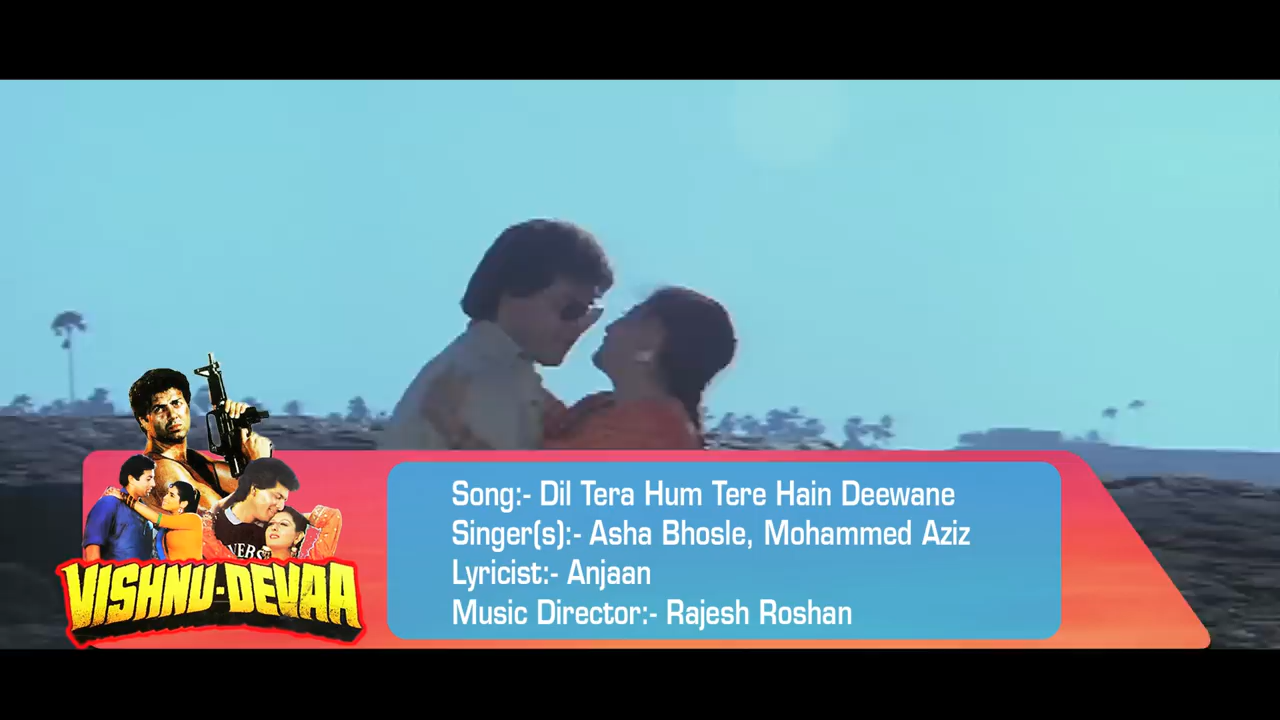 Song:- Dil Tera Hum Tere Hain Deewane
Singer(s):- Asha Bhosle, Mohammed Aziz
Lyricist:- Anjaan
Music Director:- Rajesh Roshan
NERS
VISHNU-DEVAA